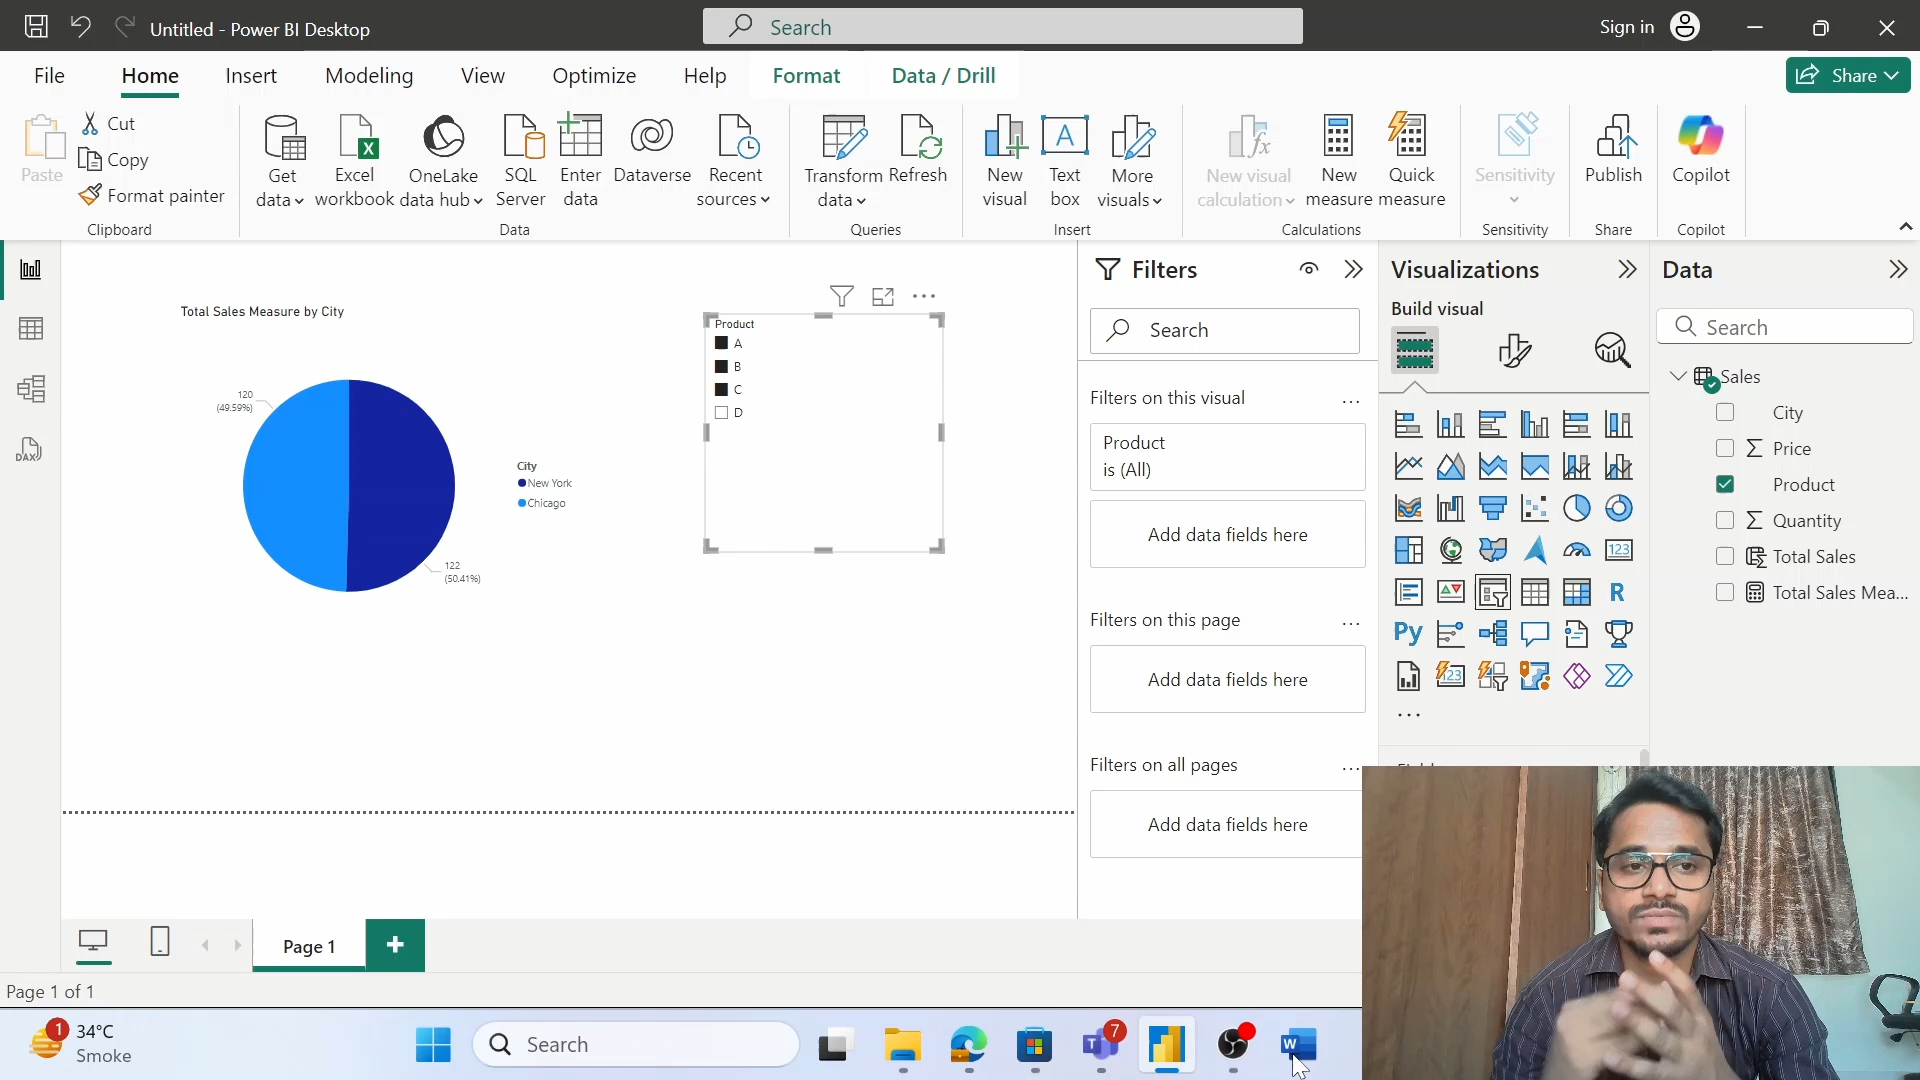 Untitled - Power BI Desktop
Search
Sign in
File
Home
Insert
Modeling
View
Optimize
Help
Format
Data / Drill
Share
Paste
Cut
Copy
Format painter
Clipboard
Get
data
Excel
workbook
OneLake
data hub
SQL
Server
Enter
data
Dataverse
Recent
sources
Data
Transform
data
Refresh
Queries
New
visual
Text
box
More
visuals
Insert
New visual
calculation
New
measure
Quick
measure
Calculations
Sensitivity
Sensitivity
Publish
Share
Copilot
Copilot
DAX
Total Sales Measure by City
120
(49.59%)
122
(50.41%)
City
New York
Chicago
Product
A
B
C
D
Filters
Search
Filters on this visual
Product
is (All)
Add data fields here
Filters on this page
Add data fields here
Filters on all pages
Add data fields here
Visualizations
Build visual
123
R
Py
123
Data
Search
Sales
City
Price
Product
Quantity
Total Sales
Total Sales Mea...
Page 1
Page 1 of 1
1
34°C
Smoke
Search
7